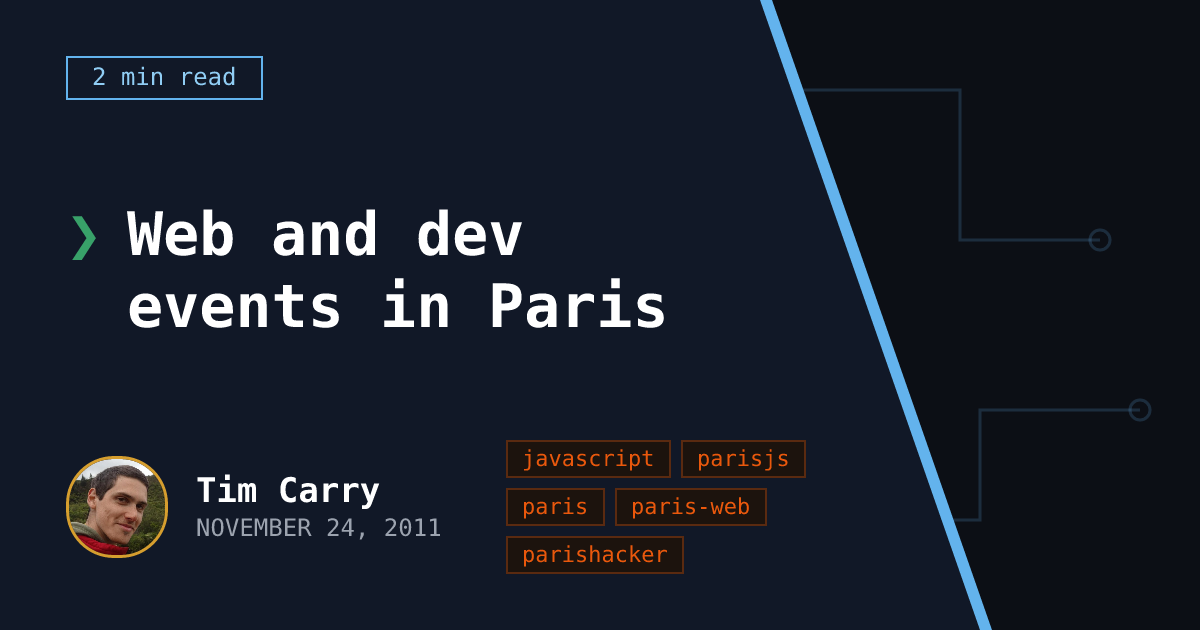 2 min read
❯ Web and dev
events in Paris
Tim Carry
NOVEMBER 24, 2011
javascript parisjs
paris paris-web
parishacker